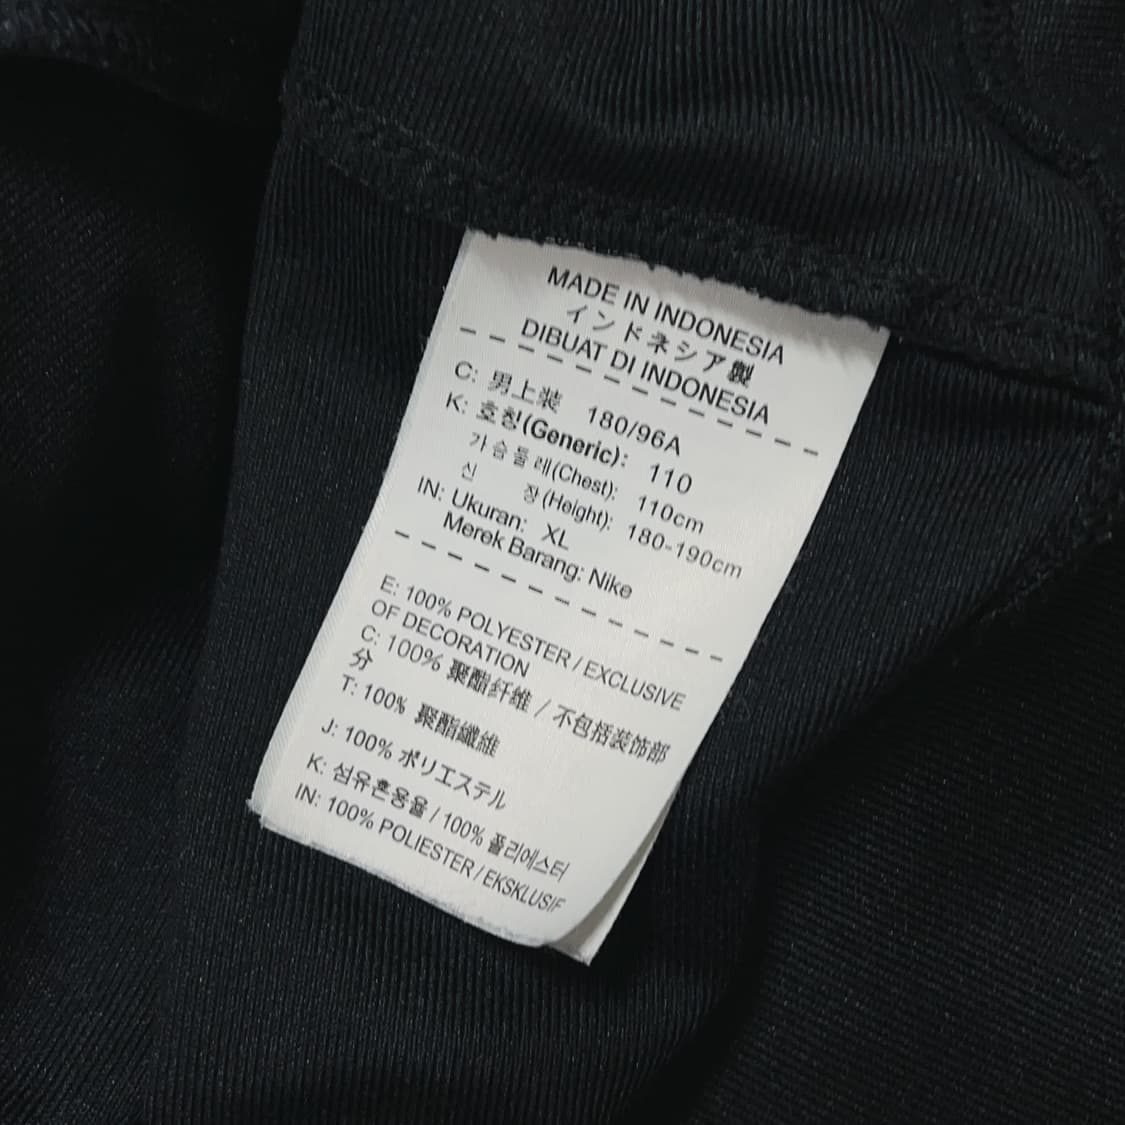 MADE IN INDONESIA
インドネシア製
DIBUAT DI INDONESIA
C: 男上装 180/96A
K: 호칭(Generic): 110
가슴둘레(Chest): 110cm
신 장(Height): 180-190cm
IN: Ukuran: XL
Merek Barang: Nike
E: 100% POLYESTER / EXCLUSIVE
OF DECORATION
C: 100% 聚酯纤维 / 不包括装饰部
分
T: 100% 聚酯纖維
J: 100% ポリエステル
K: 섬유혼용율 / 100% 폴리에스터
IN: 100% POLIESTER / EKSKLUSIF